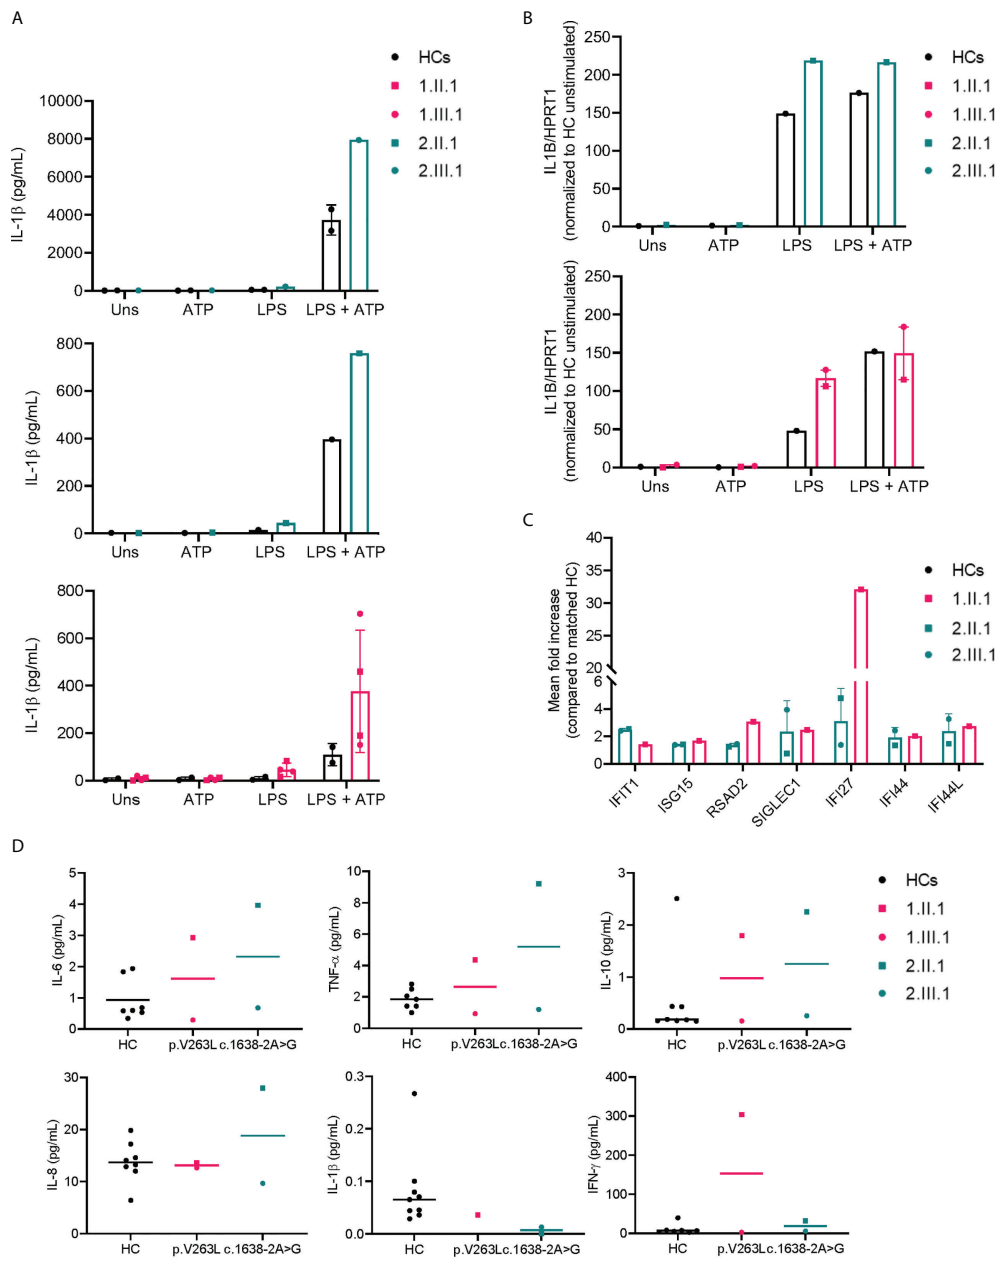 A
HCs
1.II.1
1.III.1
2.II.1
2.III.1
IL-1β (pg/mL)
10000
8000
6000
4000
2000
0
Uns
ATP
LPS
LPS + ATP
IL-1β (pg/mL)
800
600
400
200
0
Uns
ATP
LPS
LPS + ATP
IL-1β (pg/mL)
800
600
400
200
0
Uns
ATP
LPS
LPS + ATP
B
HCs
1.II.1
1.III.1
2.II.1
2.III.1
IL1B/HPRT1
(normalized to HC unstimulated)
250
200
150
100
50
0
Uns
ATP
LPS
LPS + ATP
IL1B/HPRT1
(normalized to HC unstimulated)
250
200
150
100
50
0
Uns
ATP
LPS
LPS + ATP
C
HCs
1.II.1
2.II.1
2.III.1
Mean fold increase
(compared to matched HC)
40
35
30
25
20
6
4
2
0
IFIT1
ISG15
RSAD2
SIGLEC1
IFI27
IFI44
IFI44L
D
HCs
1.II.1
1.III.1
2.II.1
2.III.1
IL-6 (pg/mL)
5
4
3
2
1
0
HC
p.V263L
c.1638-2A>G
TNF-α (pg/mL)
10
8
6
4
2
0
HC
p.V263L
c.1638-2A>G
IL-10 (pg/mL)
3
2
1
0
HC
p.V263L
c.1638-2A>G
IL-8 (pg/mL)
30
20
10
0
HC
p.V263L
c.1638-2A>G
IL-1β (pg/mL)
0.3
0.2
0.1
0.0
HC
p.V263L
c.1638-2A>G
IFN-γ (pg/mL)
400
300
200
100
0
HC
p.V263L
c.1638-2A>G